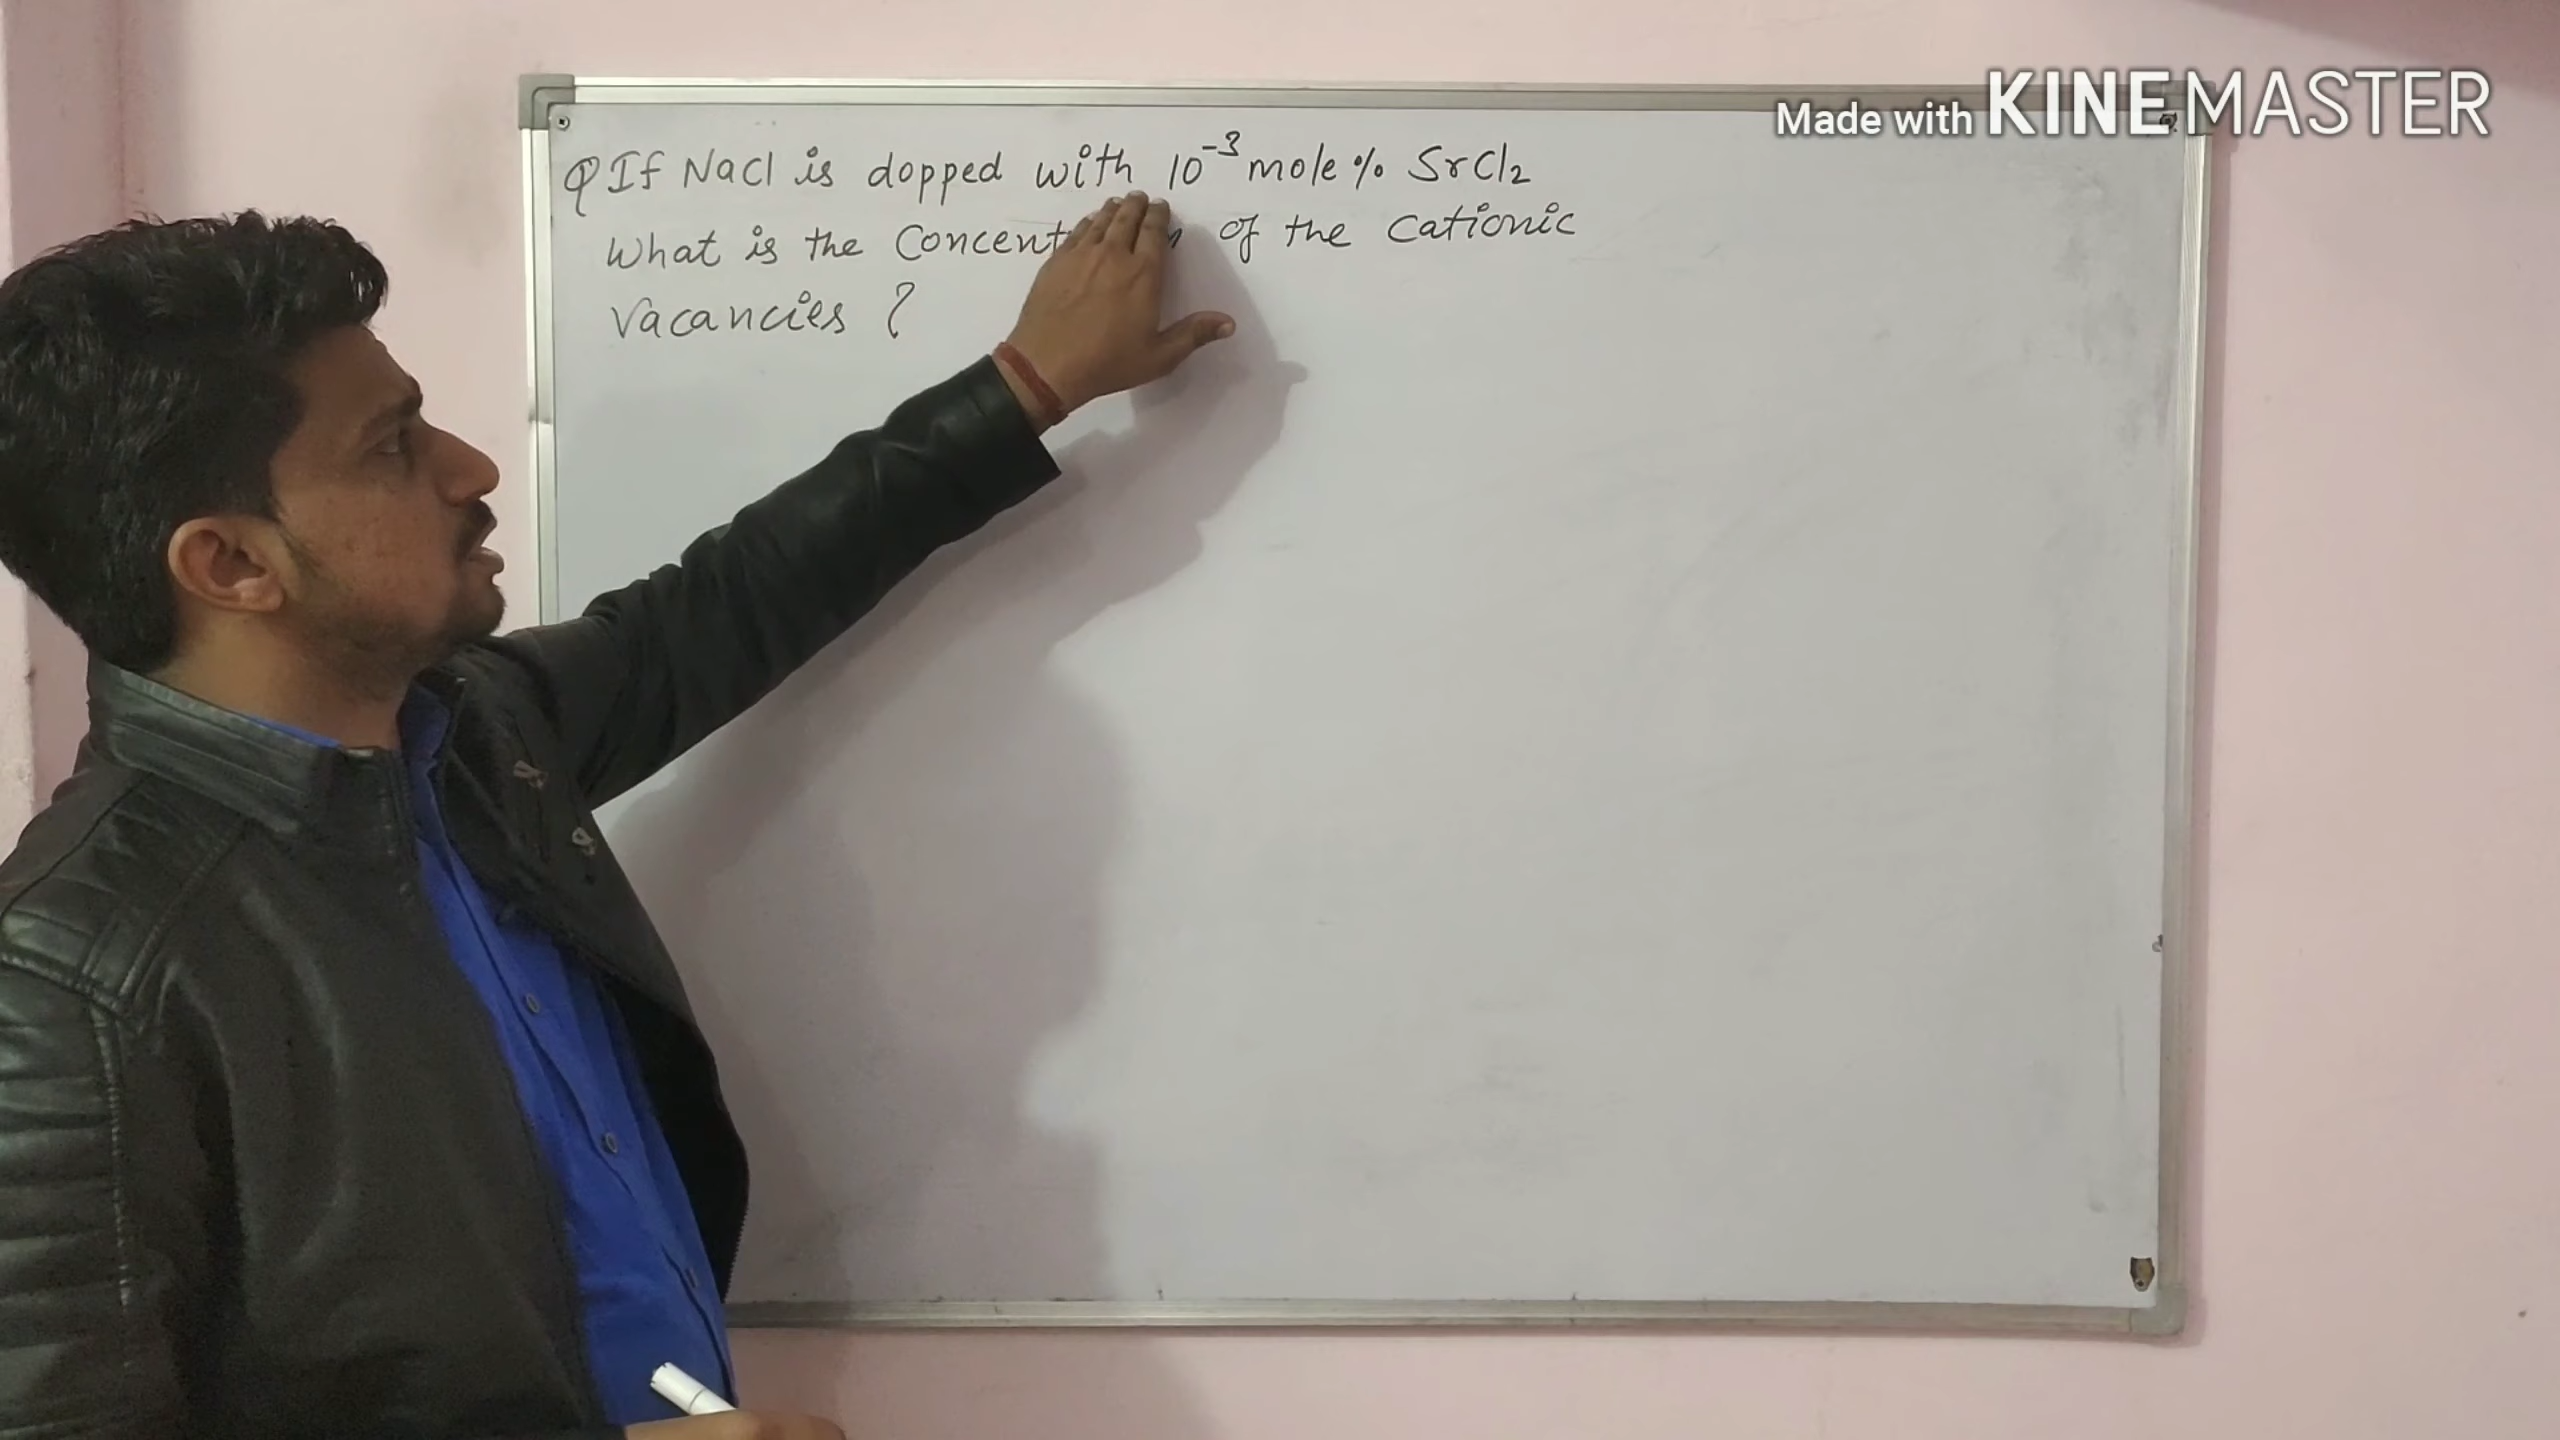 Made with KINEMASTER
Q If NaCl is dopped with 10⁻³ mole % SrCl₂
What is the of the Cationic
Vacancies ?